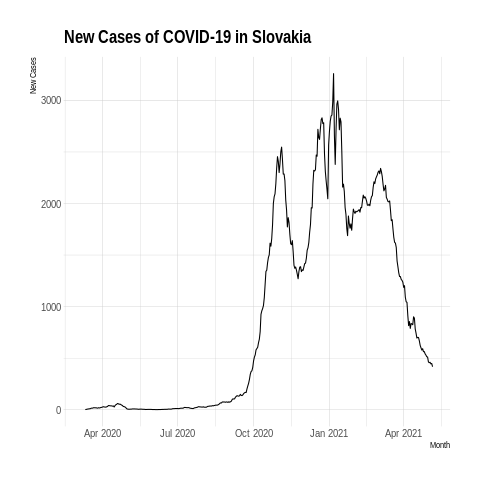 New Cases of COVID-19 in Slovakia
New Cases
3000
2000
1000
0
Apr 2020 Jul 2020 Oct 2020 Jan 2021 Apr 2021
Month